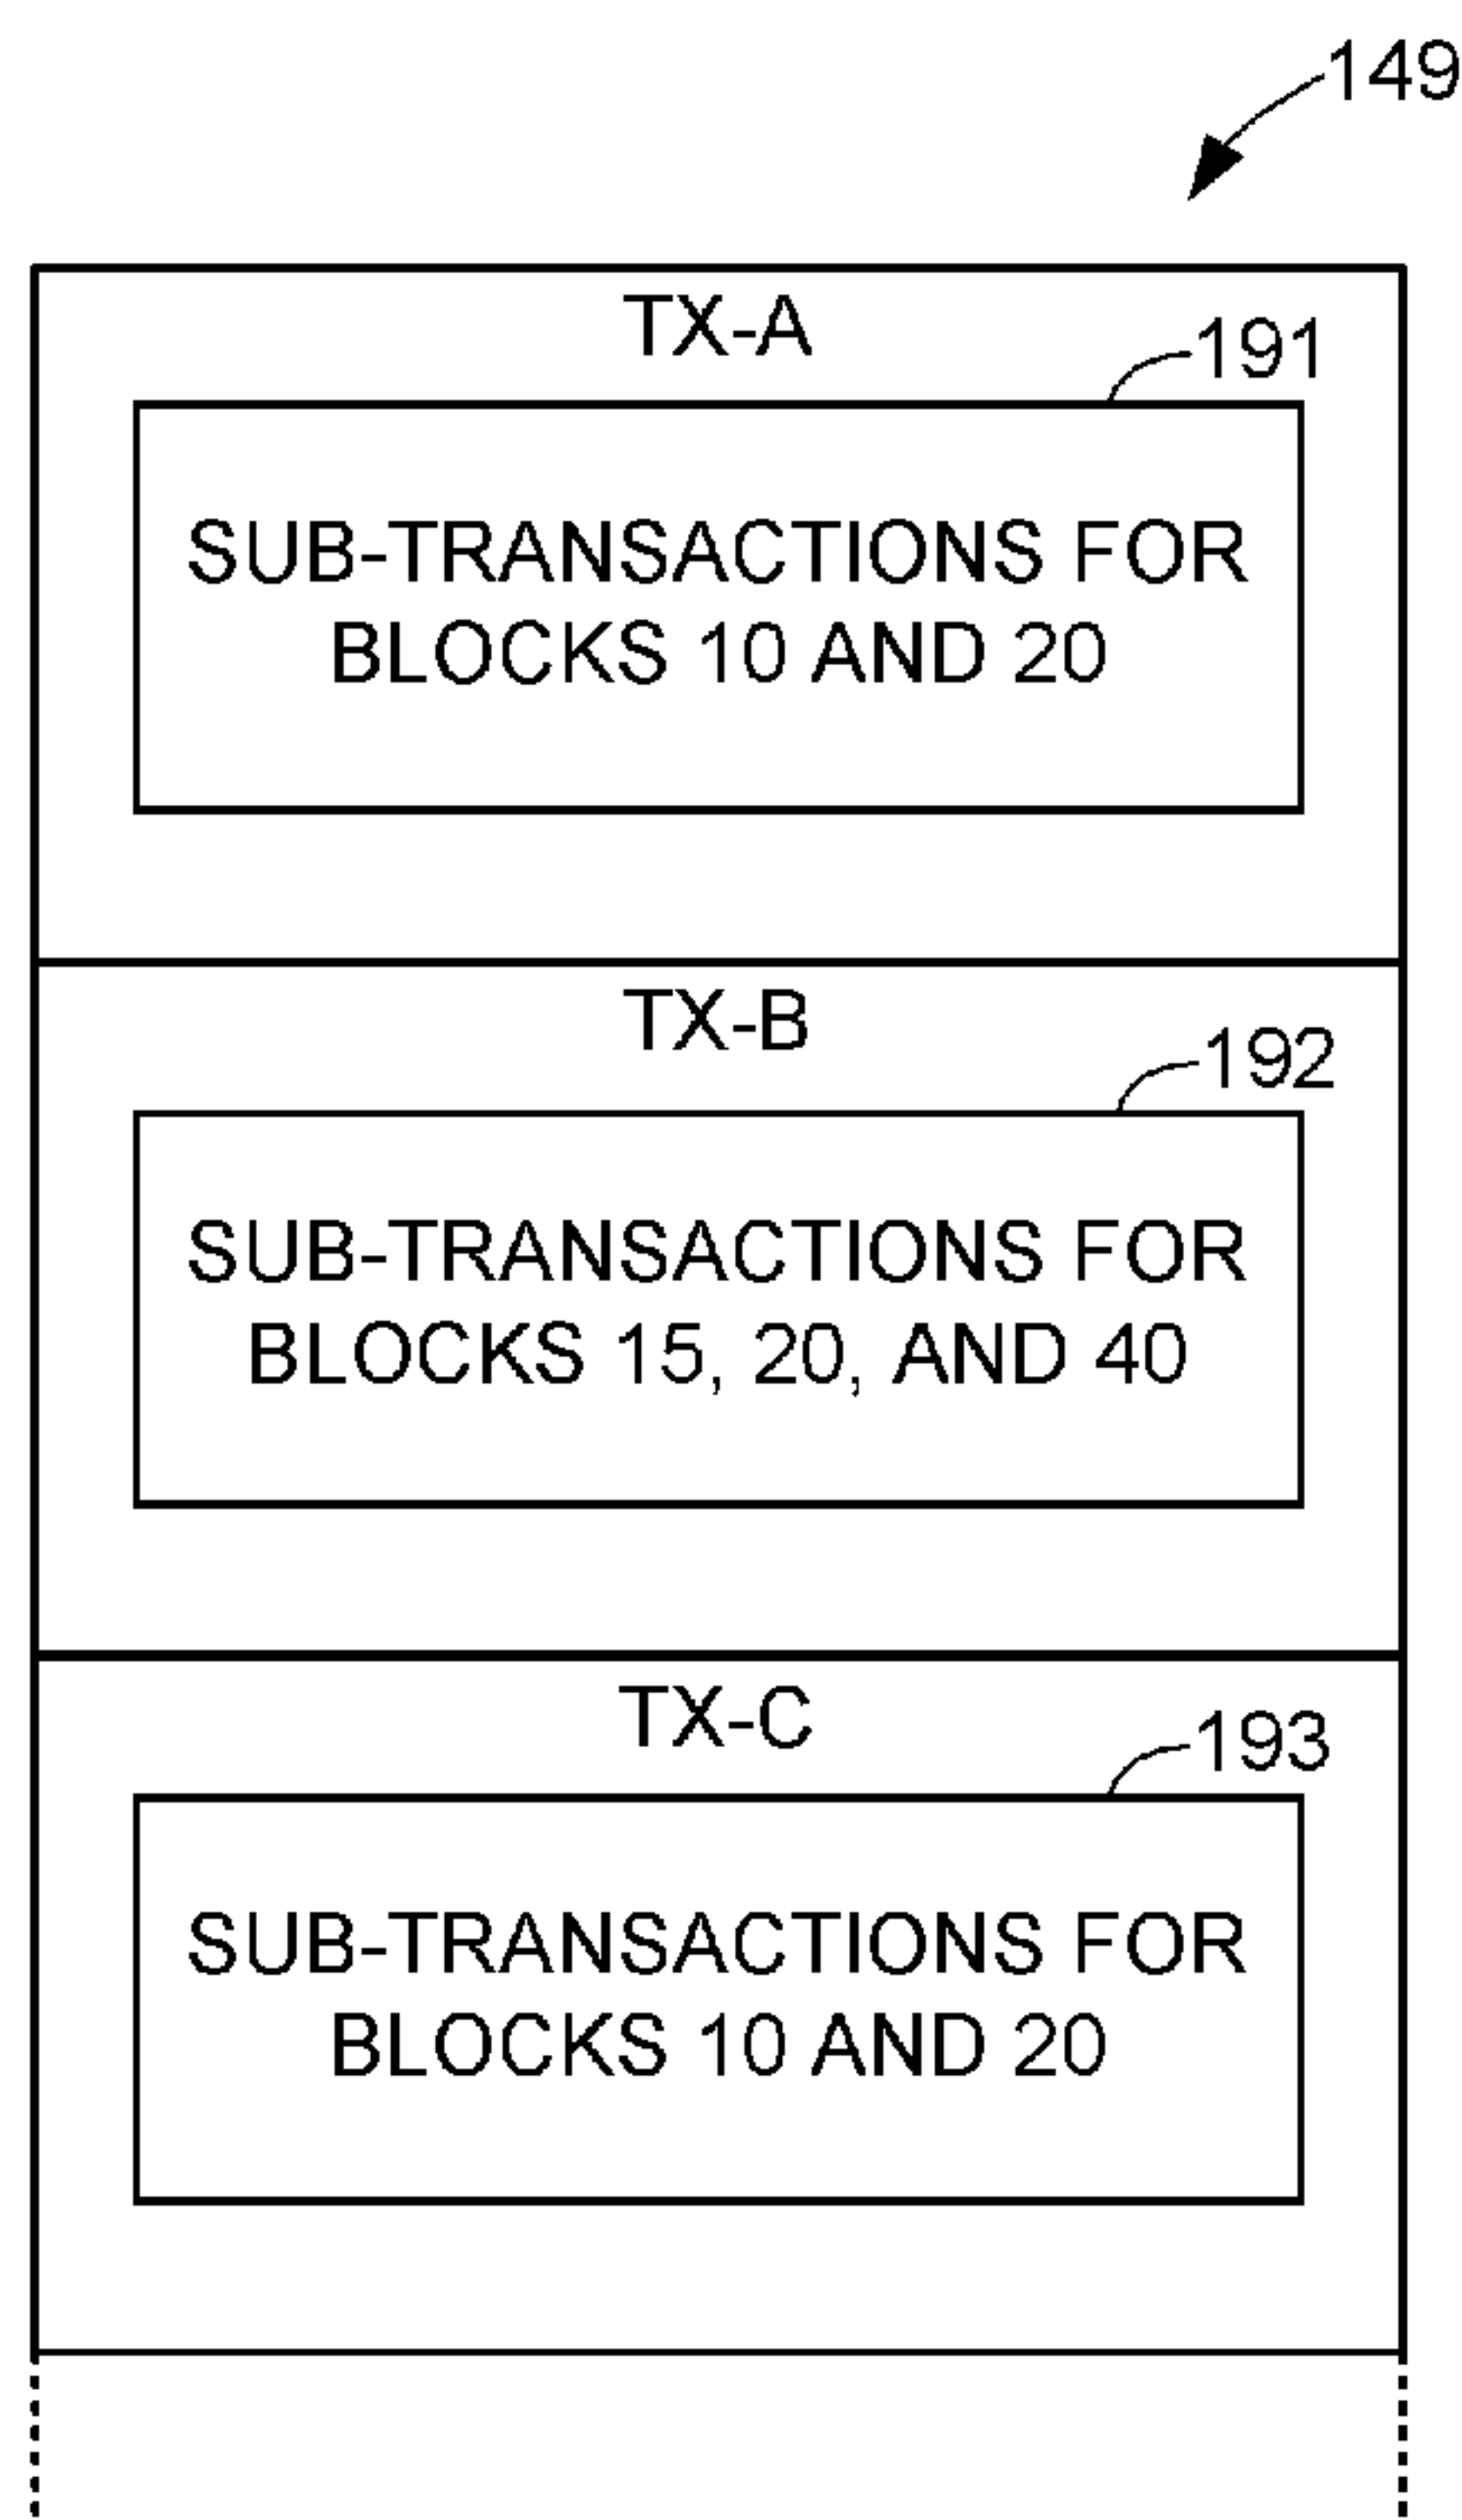 149
TX-A
191
SUB-TRANSACTIONS FOR
BLOCKS 10 AND 20
TX-B
192
SUB-TRANSACTIONS FOR
BLOCKS 15, 20, AND 40
TX-C
193
SUB-TRANSACTIONS FOR
BLOCKS 10 AND 20